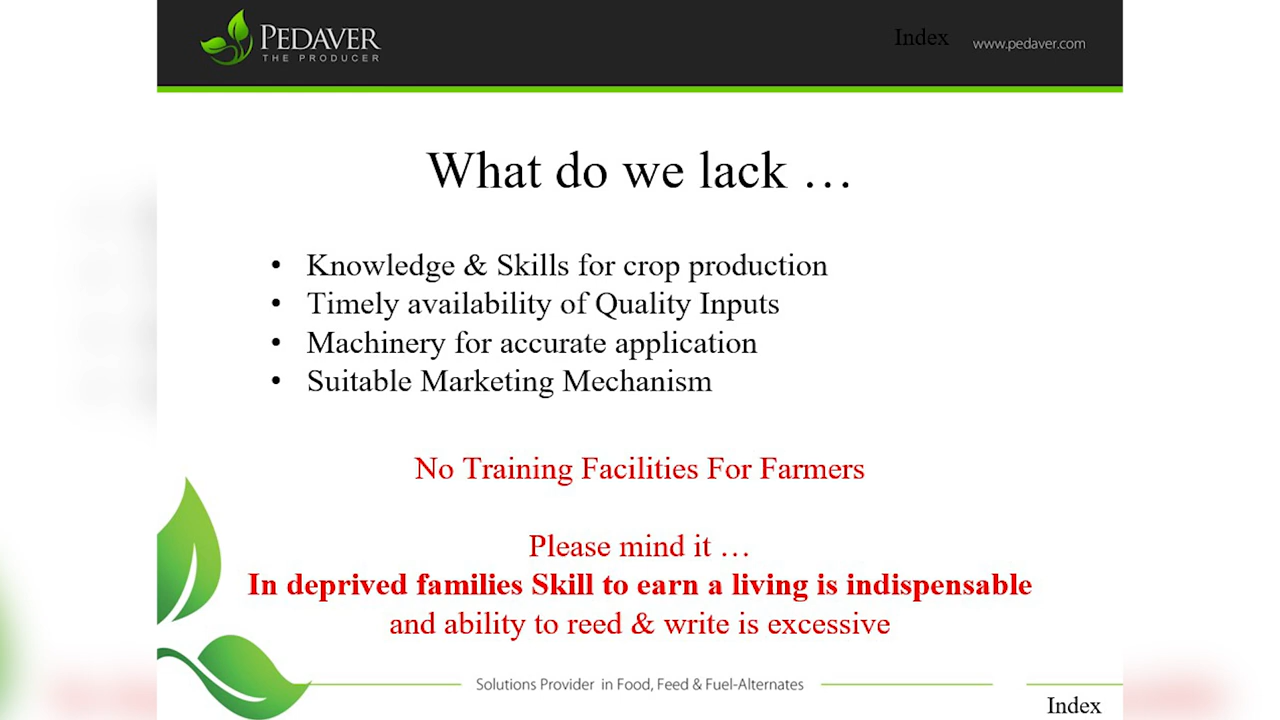 PEDAVER
THE PRODUCER
Index
www.pedaver.com
What do we lack …
• Knowledge & Skills for crop production
• Timely availability of Quality Inputs
• Machinery for accurate application
• Suitable Marketing Mechanism
No Training Facilities For Farmers
Please mind it …
In deprived families Skill to earn a living is indispensable
and ability to reed & write is excessive
Solutions Provider in Food, Feed & Fuel-Alternates
Index